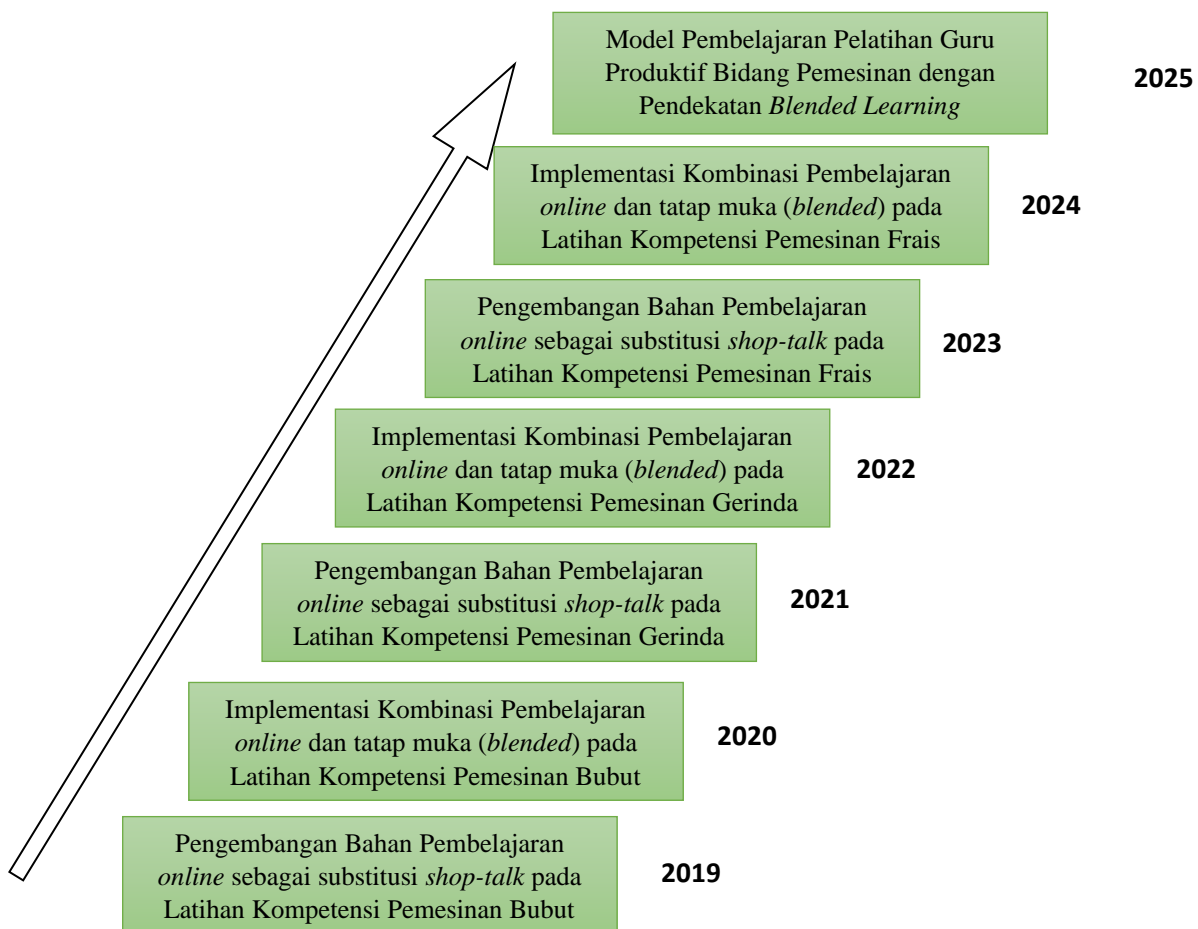 Model Pembelajaran Pelatihan Guru
Produktif Bidang Pemesinan dengan
Pendekatan Blended Learning
2025
Implementasi Kombinasi Pembelajaran
online dan tatap muka (blended) pada
Latihan Kompetensi Pemesinan Frais
2024
Pengembangan Bahan Pembelajaran
online sebagai substitusi shop-talk pada
Latihan Kompetensi Pemesinan Frais
2023
Implementasi Kombinasi Pembelajaran
online dan tatap muka (blended) pada
Latihan Kompetensi Pemesinan Gerinda
2022
Pengembangan Bahan Pembelajaran
online sebagai substitusi shop-talk pada
Latihan Kompetensi Pemesinan Gerinda
2021
Implementasi Kombinasi Pembelajaran
online dan tatap muka (blended) pada
Latihan Kompetensi Pemesinan Bubut
2020
Pengembangan Bahan Pembelajaran
online sebagai substitusi shop-talk pada
Latihan Kompetensi Pemesinan Bubut
2019